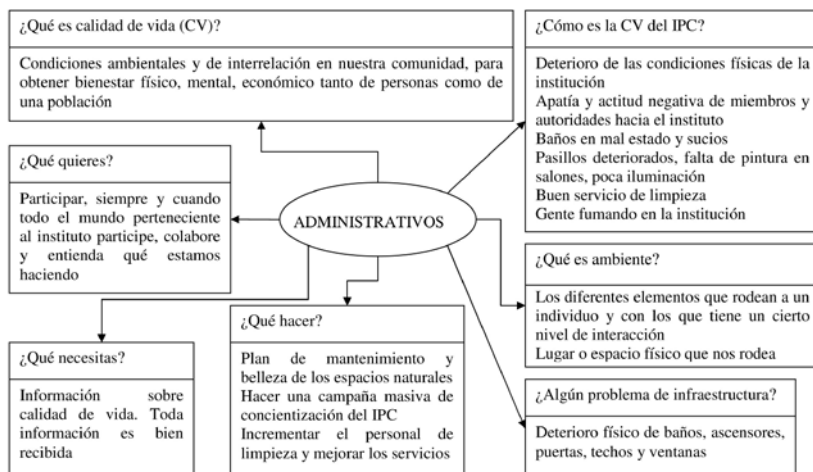 ¿Qué es calidad de vida (CV)?
Condiciones ambientales y de interrelación en nuestra comunidad, para
obtener bienestar físico, mental, económico tanto de personas como de
una población
¿Cómo es la CV del IPC?
Deterioro de las condiciones físicas de la
institución
Apatía y actitud negativa de miembros y
autoridades hacia el instituto
Baños en mal estado y sucios
Pasillos deteriorados, falta de pintura en
salones, poca iluminación
Buen servicio de limpieza
Gente fumando en la institución
¿Qué quieres?
Participar, siempre y cuando
todo el mundo perteneciente
al instituto participe, colabore
y entienda qué estamos
haciendo
ADMINISTRATIVOS
¿Qué es ambiente?
Los diferentes elementos que rodean a un
individuo y con los que tiene un cierto
nivel de interacción
Lugar o espacio físico que nos rodea
¿Qué necesitas?
Información sobre
calidad de vida. Toda
información es bien
recibida
¿Qué hacer?
Plan de mantenimiento y
belleza de los espacios naturales
Hacer una campaña masiva de
concientización del IPC
Incrementar el personal de
limpieza y mejorar los servicios
¿Algún problema de infraestructura?
Deterioro físico de baños, ascensores,
puertas, techos y ventanas